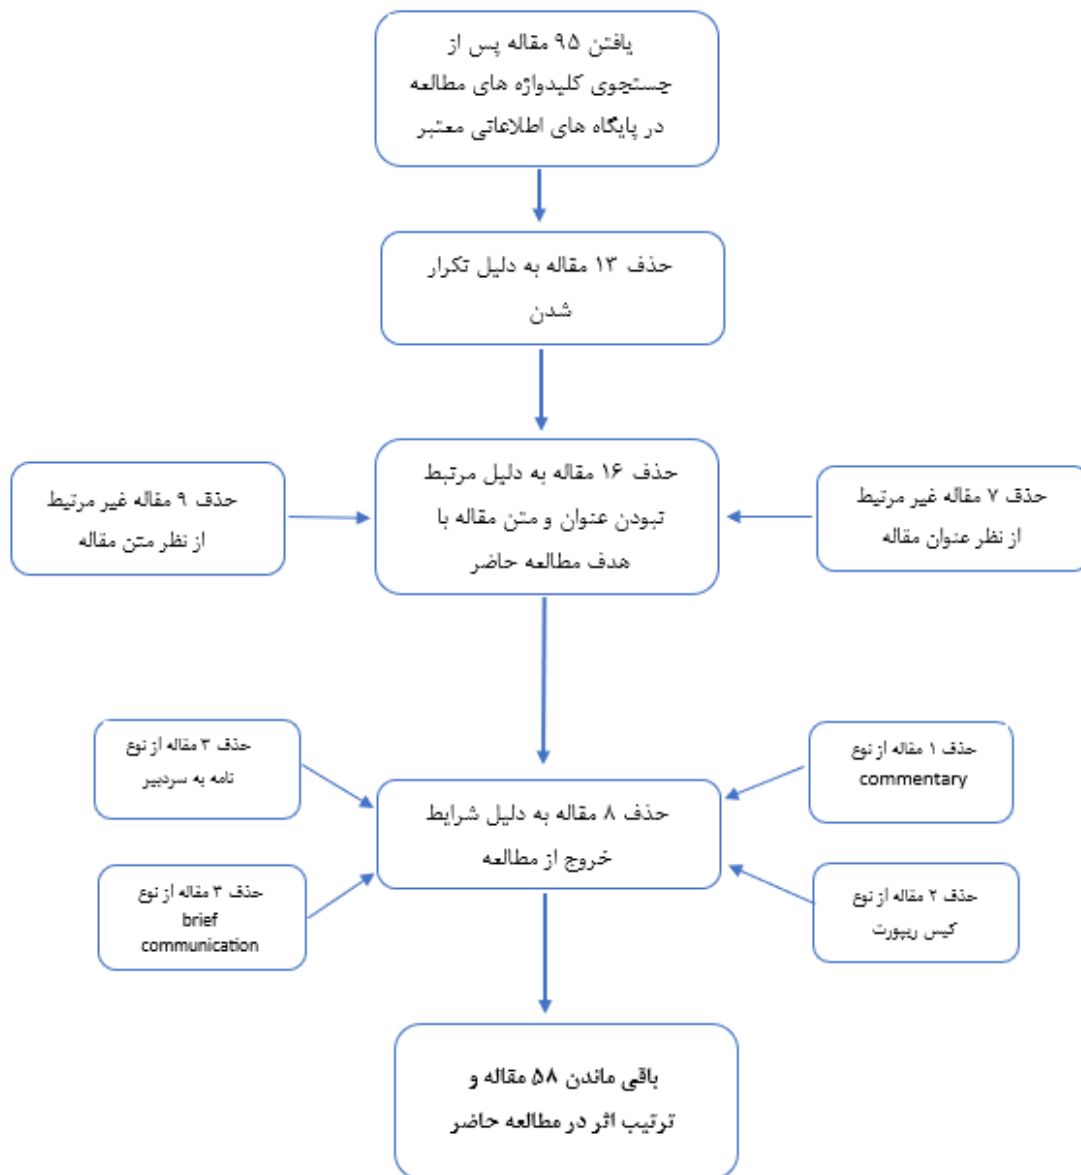 یافتن ۹۵ مقاله پس از
جستجوی کلیدواژه های مطالعه
در پایگاه های اطلاعاتی معتبر
حذف ۱۳ مقاله به دلیل تکرار
شدن
حذف ۱۶ مقاله به دلیل مرتبط
نبودن عنوان و متن مقاله با
هدف مطالعه حاضر
حذف ۷ مقاله غیر مرتبط
از نظر عنوان مقاله
حذف ۹ مقاله غیر مرتبط
از نظر متن مقاله
حذف ۱ مقاله از نوع
commentary
حذف ۳ مقاله از نوع
نامه به سردبیر
حذف ۸ مقاله به دلیل شرایط
خروج از مطالعه
حذف ۲ مقاله از نوع
کیس ریپورت
حذف ۳ مقاله از نوع
brief
communication
باقی ماندن ۵۸ مقاله و
ترتیب اثر در مطالعه حاضر